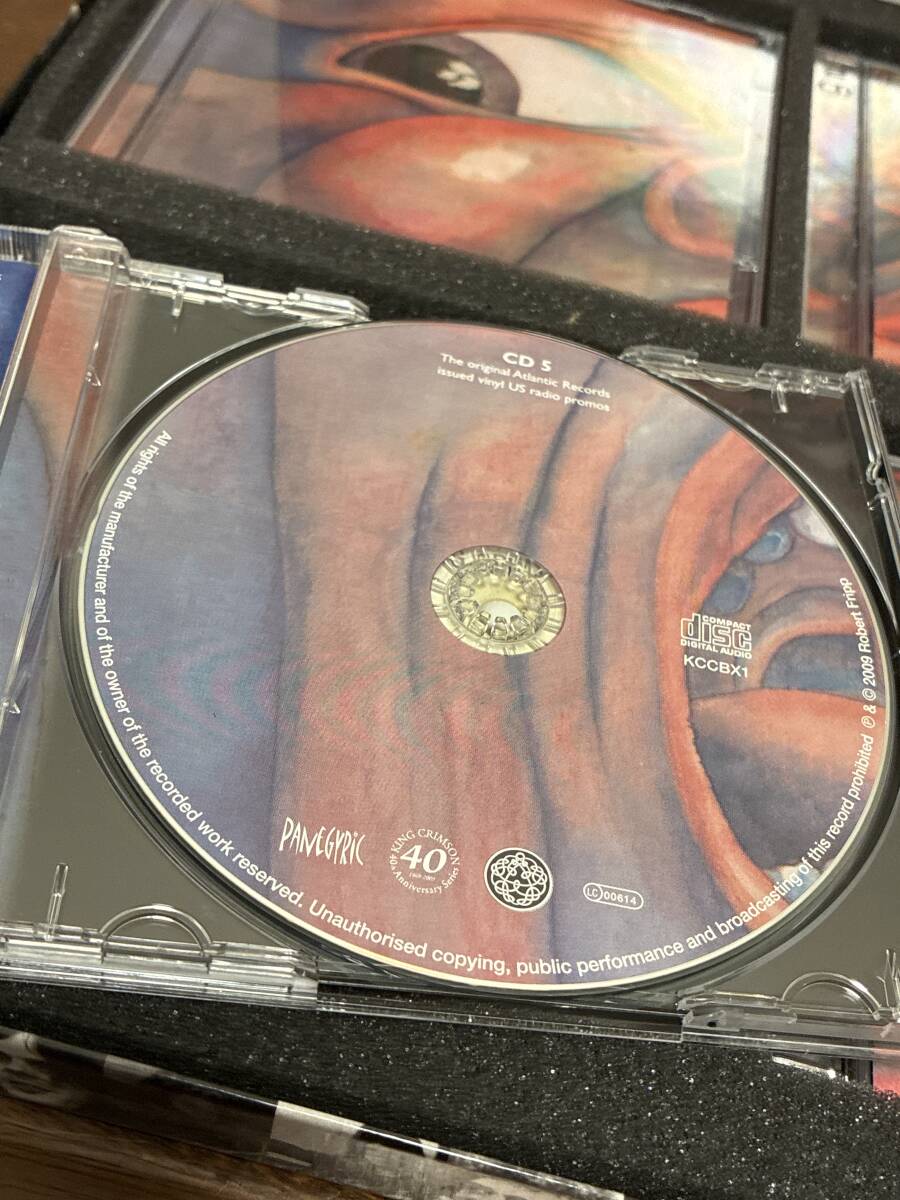 CD 5
The original Atlantic Records
issued vinyl US radio promos
COMPACT
disc
DIGITAL AUDIO
KCCBX1
PANEGYRIC
KING CRIMSON
40
1969-2009
40th Anniversary Series
LC 00614
All rights of the manufacturer and of the owner of the recorded work reserved. Unauthorised copying, public performance and broadcasting of this record prohibited ℗ & © 2009 Robert Fripp